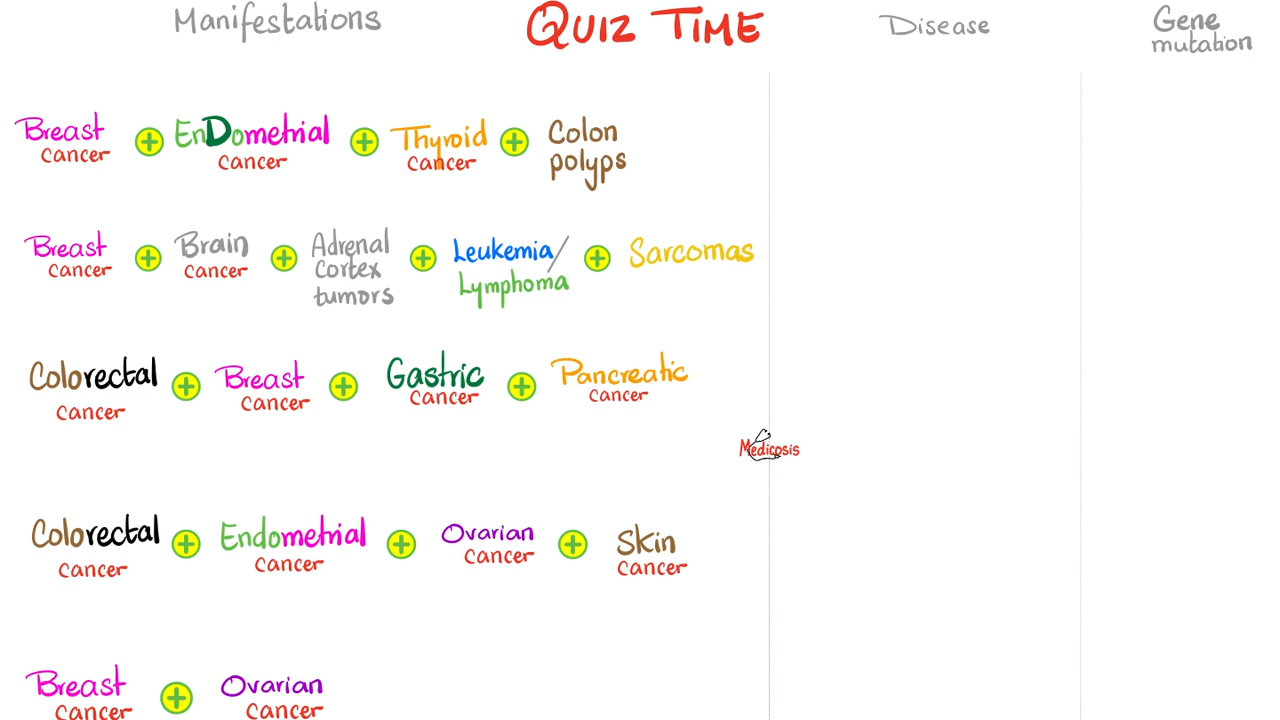 Manifestations QUIZ TIME Disease Gene mutation
Breast cancer + EnDometrial cancer + Thyroid cancer + Colon polyps
Breast cancer + Brain cancer + Adrenal cortex tumors + Leukemia/Lymphoma + Sarcomas
Colorectal cancer + Breast cancer + Gastric cancer + Pancreatic cancer
Medicosis
Colorectal cancer + Endometrial cancer + Ovarian cancer + Skin cancer
Breast cancer + Ovarian cancer